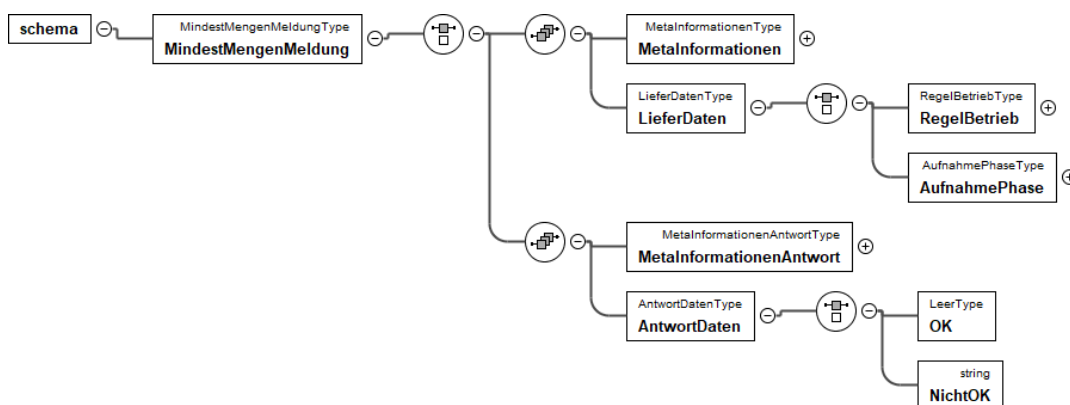 schema
MindestMengenMeldungType
MindestMengenMeldung
MetaInformationenType
MetaInformationen
LieferDatenType
LieferDaten
RegelBetriebType
RegelBetrieb
AufnahmePhaseType
AufnahmePhase
MetaInformationenAntwortType
MetaInformationenAntwort
AntwortDatenType
AntwortDaten
LeerType
OK
string
NichtOK